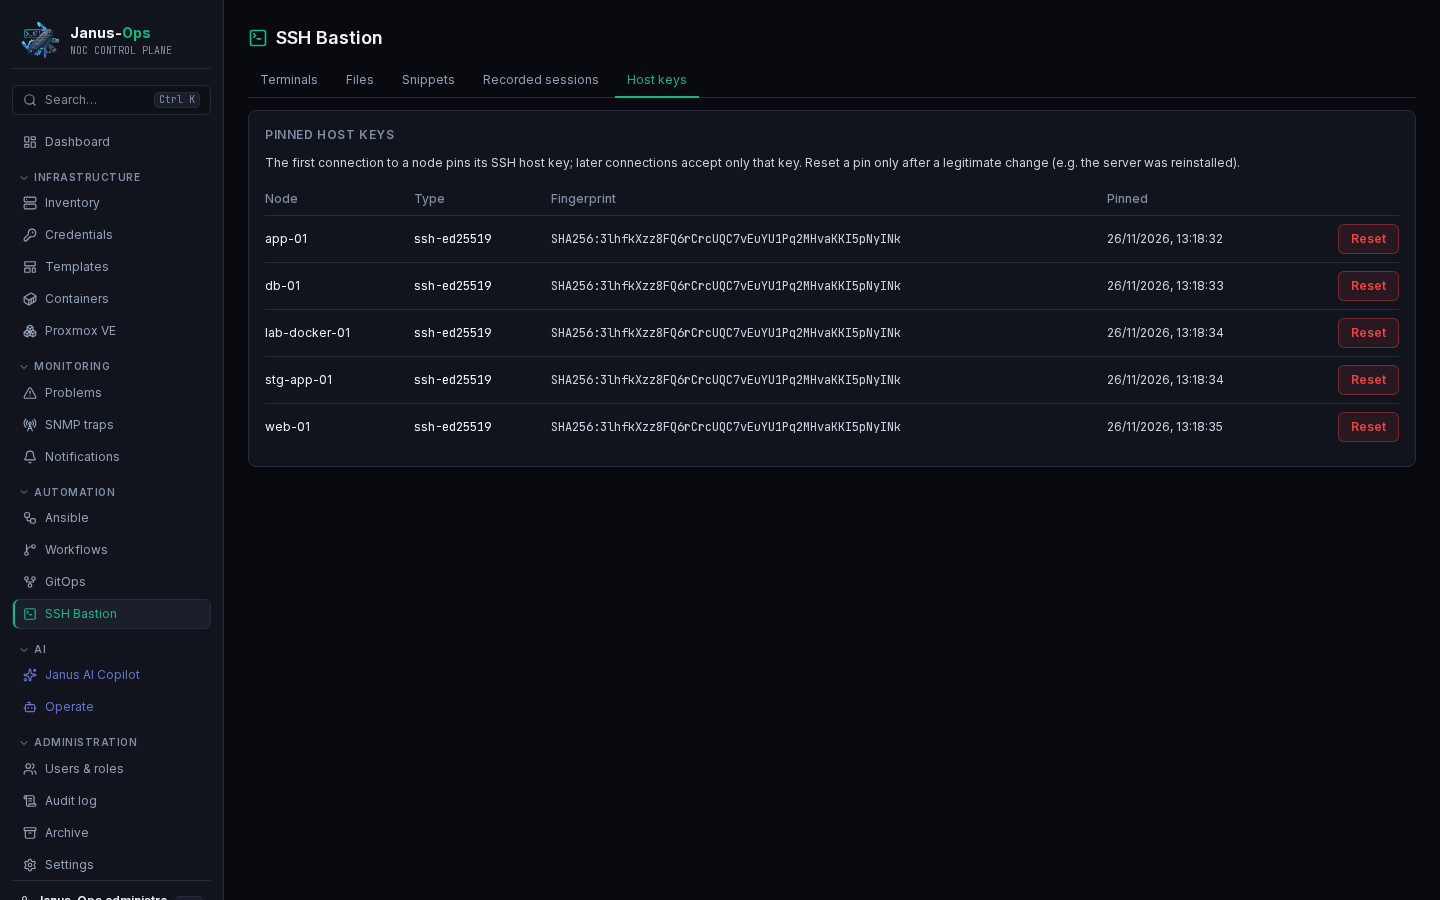 Janus-Ops
NOC CONTROL PLANE
Search...
Ctrl K
Dashboard
INFRASTRUCTURE
Inventory
Credentials
Templates
Containers
Proxmox VE
MONITORING
Problems
SNMP traps
Notifications
AUTOMATION
Ansible
Workflows
GitOps
SSH Bastion
AI
Janus AI Copilot
Operate
ADMINISTRATION
Users & roles
Audit log
Archive
Settings
Janus-Ops administra
SSH Bastion
Terminals Files Snippets Recorded sessions Host keys
PINNED HOST KEYS
The first connection to a node pins its SSH host key; later connections accept only that key. Reset a pin only after a legitimate change (e.g. the server was reinstalled).
Node Type Fingerprint Pinned
app-01 ssh-ed25519 SHA256:3lhfkXzz8FQ6rCrcUQC7vEuYU1Pq2MHvaKKI5pNyINk 26/11/2026, 13:18:32 Reset
db-01 ssh-ed25519 SHA256:3lhfkXzz8FQ6rCrcUQC7vEuYU1Pq2MHvaKKI5pNyINk 26/11/2026, 13:18:33 Reset
lab-docker-01 ssh-ed25519 SHA256:3lhfkXzz8FQ6rCrcUQC7vEuYU1Pq2MHvaKKI5pNyINk 26/11/2026, 13:18:34 Reset
stg-app-01 ssh-ed25519 SHA256:3lhfkXzz8FQ6rCrcUQC7vEuYU1Pq2MHvaKKI5pNyINk 26/11/2026, 13:18:34 Reset
web-01 ssh-ed25519 SHA256:3lhfkXzz8FQ6rCrcUQC7vEuYU1Pq2MHvaKKI5pNyINk 26/11/2026, 13:18:35 Reset